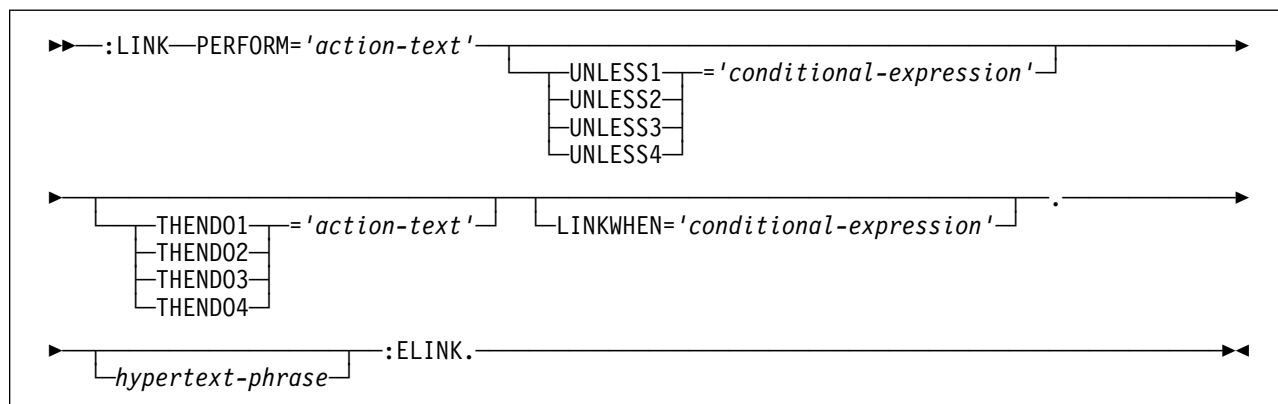 :LINK PERFORM='action-text'
UNLESS1 ='conditional-expression'
UNLESS2
UNLESS3
UNLESS4
THENDO1 ='action-text' LINKWHEN='conditional-expression' .
THENDO2
THENDO3
THENDO4
:ELINK.
hypertext-phrase